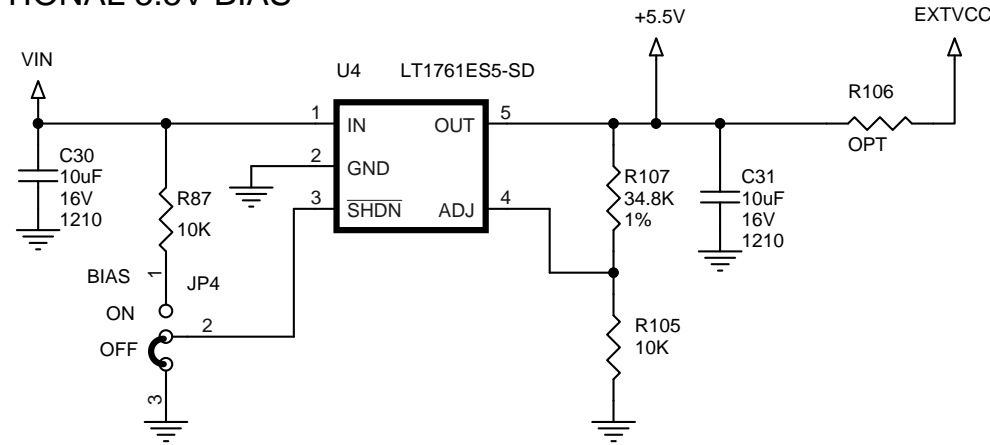 TIONAL 5.5V BIAS
+5.5V
EXTVCC
VIN
U4 LT1761ES5-SD
R106
OPT
1
IN
OUT
5
2
GND
3
SHDN
ADJ
4
C30
10uF
16V
1210
R87
10K
R107
34.8K
1%
C31
10uF
16V
1210
BIAS
1
JP4
ON
2
OFF
3
R105
10K